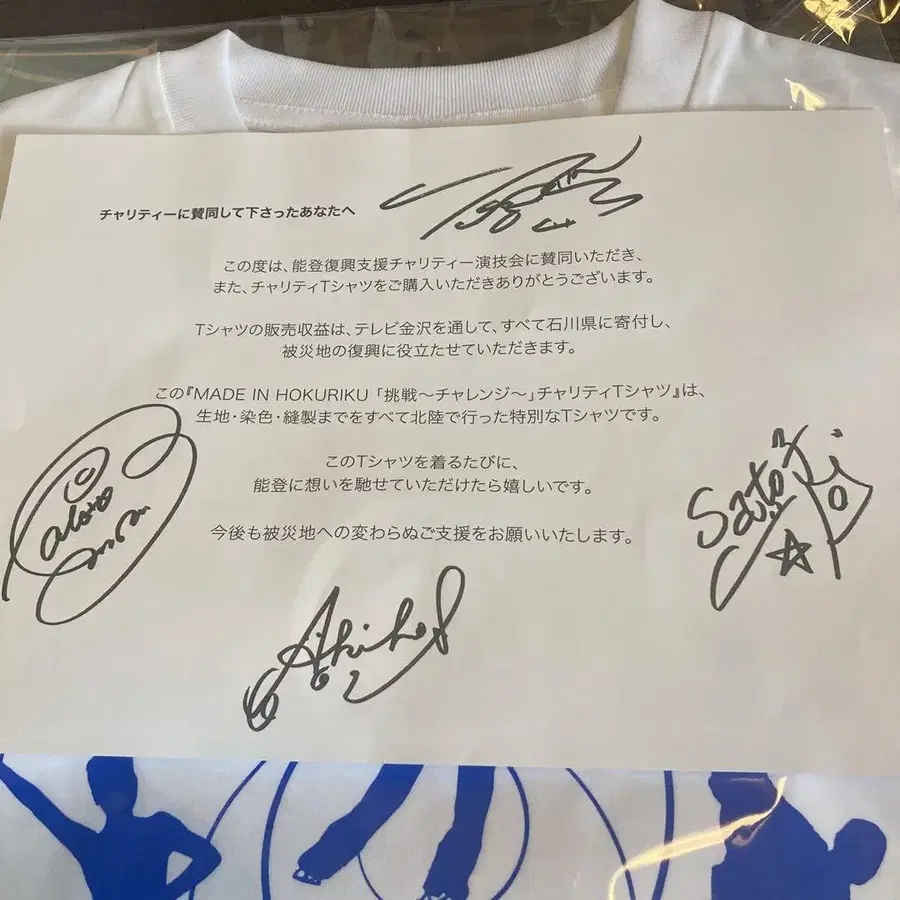 チャリティーに賛同して下さったあなたへ
この度は、能登復興支援チャリティー演技会に賛同いただき、
また、チャリティTシャツをご購入いただきありがとうございます。
Tシャツの販売収益は、テレビ金沢を通して、すべて石川県に寄付し、
被災地の復興に役立たせていただきます。
この『MADE IN HOKURIKU「挑戦～チャレンジ～」チャリティTシャツ』は、
生地・染色・縫製までをすべて北陸で行った特別なTシャツです。
このTシャツを着るたびに、
能登に想いを馳せていただけたら嬉しいです。
今後も被災地への変わらぬご支援をお願いいたします。
Satoko
Akiko